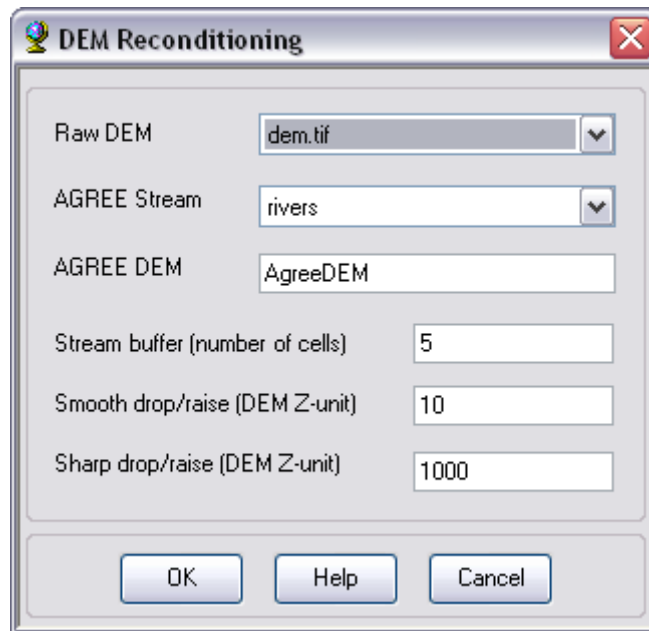 DEM Reconditioning
Raw DEM dem.tif
AGREE Stream rivers
AGREE DEM AgreeDEM
Stream buffer (number of cells) 5
Smooth drop/raise (DEM Z-unit) 10
Sharp drop/raise (DEM Z-unit) 1000
OK Help Cancel